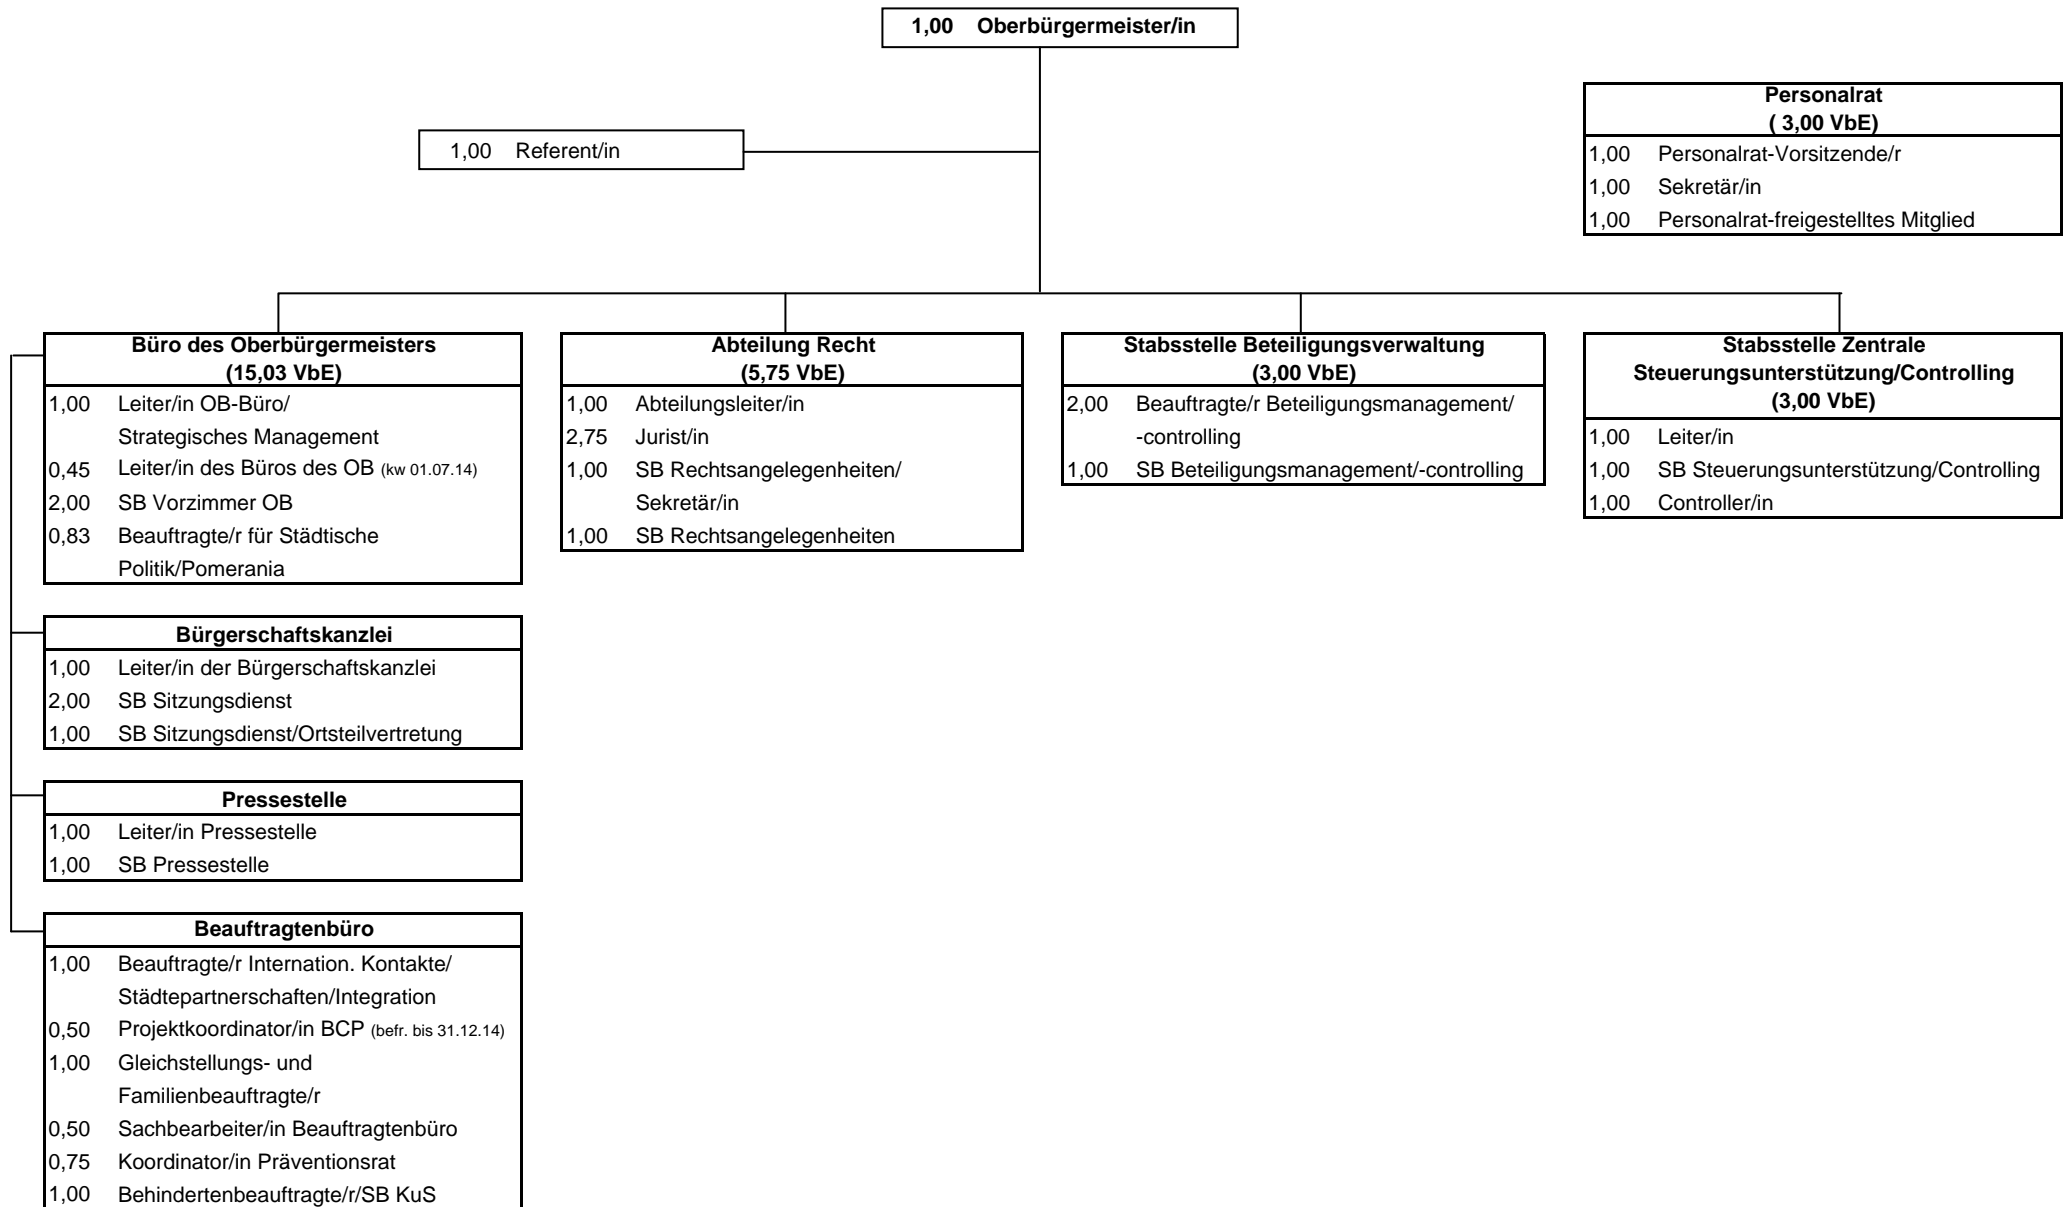 1,00 Oberbürgermeister/in
1,00 Referent/in
Personalrat
( 3,00 VbE)
1,00 Personalrat-Vorsitzende/r
1,00 Sekretär/in
1,00 Personalrat-freigestelltes Mitglied
Büro des Oberbürgermeisters
(15,03 VbE)
1,00 Leiter/in OB-Büro/
Strategisches Management
0,45 Leiter/in des Büros des OB (kw 01.07.14)
2,00 SB Vorzimmer OB
0,83 Beauftragte/r für Städtische
Politik/Pomerania
Bürgerschaftskanzlei
1,00 Leiter/in der Bürgerschaftskanzlei
2,00 SB Sitzungsdienst
1,00 SB Sitzungsdienst/Ortsteilvertretung
Pressestelle
1,00 Leiter/in Pressestelle
1,00 SB Pressestelle
Beauftragtenbüro
1,00 Beauftragte/r Internation. Kontakte/
Städtepartnerschaften/Integration
0,50 Projektkoordinator/in BCP (befr. bis 31.12.14)
1,00 Gleichstellungs- und
Familienbeauftragte/r
0,50 Sachbearbeiter/in Beauftragtenbüro
0,75 Koordinator/in Präventionsrat
1,00 Behindertenbeauftragte/r/SB KuS
Abteilung Recht
(5,75 VbE)
1,00 Abteilungsleiter/in
2,75 Jurist/in
1,00 SB Rechtsangelegenheiten/
Sekretär/in
1,00 SB Rechtsangelegenheiten
Stabsstelle Beteiligungsverwaltung
(3,00 VbE)
2,00 Beauftragte/r Beteiligungsmanagement/
-controlling
1,00 SB Beteiligungsmanagement/-controlling
Stabsstelle Zentrale
Steuerungsunterstützung/Controlling
(3,00 VbE)
1,00 Leiter/in
1,00 SB Steuerungsunterstützung/Controlling
1,00 Controller/in